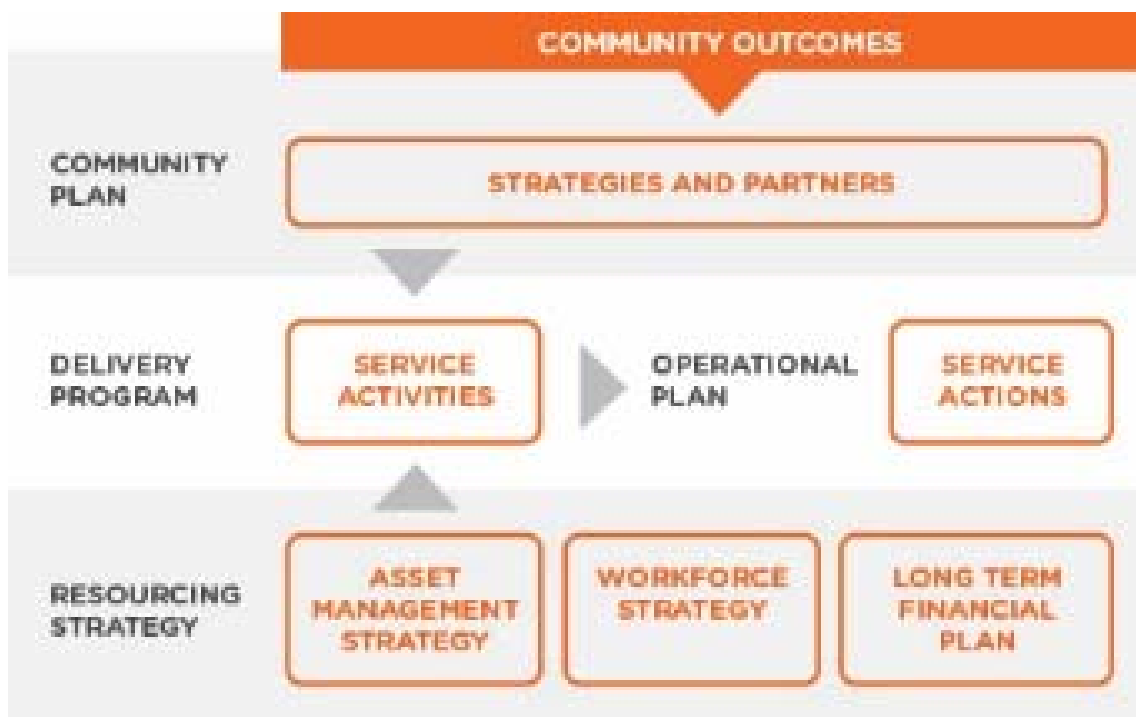 COMMUNITY OUTCOMES
COMMUNITY
PLAN
STRATEGIES AND PARTNERS
DELIVERY
PROGRAM
SERVICE
ACTIVITIES
OPERATIONAL
PLAN
SERVICE
ACTIONS
RESOURCING
STRATEGY
ASSET
MANAGEMENT
STRATEGY
WORKFORCE
STRATEGY
LONG TERM
FINANCIAL
PLAN